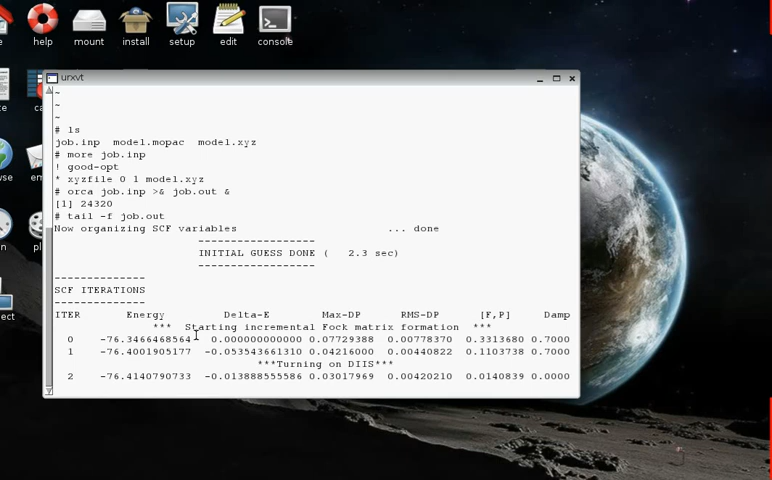 help mount install setup edit console
urxvt
~
~
~
# ls
job.inp model.mopac model.xyz
# more job.inp
! good-opt
* xyzfile 0 1 model.xyz
# orca job.inp >& job.out &
[1] 24320
# tail -f job.out
Now organizing SCF variables ... done
------------------
INITIAL GUESS DONE ( 2.3 sec)
------------------
--------------
SCF ITERATIONS
--------------
ITER Energy Delta-E Max-DP RMS-DP [F,P] Damp
*** Starting incremental Fock matrix formation ***
0 -76.3466468564 0.000000000000 0.07729388 0.00778370 0.3313680 0.7000
1 -76.4001905177 -0.053543661310 0.04216000 0.00440822 0.1103738 0.7000
***Turning on DIIS***
2 -76.4140790733 -0.013888555586 0.03017969 0.00420210 0.0140839 0.0000